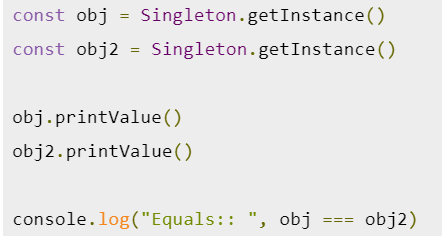 const obj = Singleton.getInstance()
const obj2 = Singleton.getInstance()
obj.printValue()
obj2.printValue()
console.log("Equals:: ", obj === obj2)